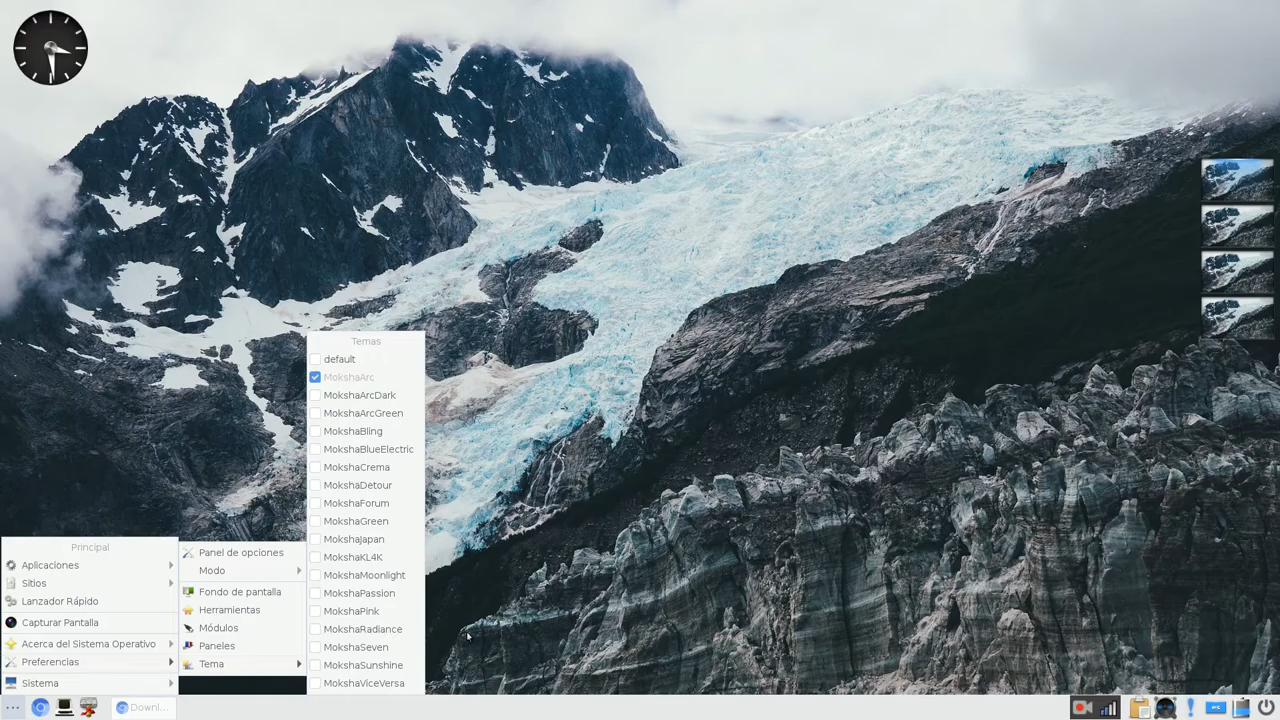 Temas
default
MokshaArc
MokshaArcDark
MokshaArcGreen
MokshaBling
MokshaBlueElectric
MokshaCrema
MokshaDetour
MokshaForum
MokshaGreen
MokshaJapan
MokshaKL4K
MokshaMoonlight
MokshaPassion
MokshaPink
MokshaRadiance
MokshaSeven
MokshaSunshine
MokshaViceVersa
Panel de opciones
Modo
Fondo de pantalla
Herramientas
Módulos
Paneles
Tema
Principal
Aplicaciones
Sitios
Lanzador Rápido
Capturar Pantalla
Acerca del Sistema Operativo
Preferencias
Sistema
Downl...